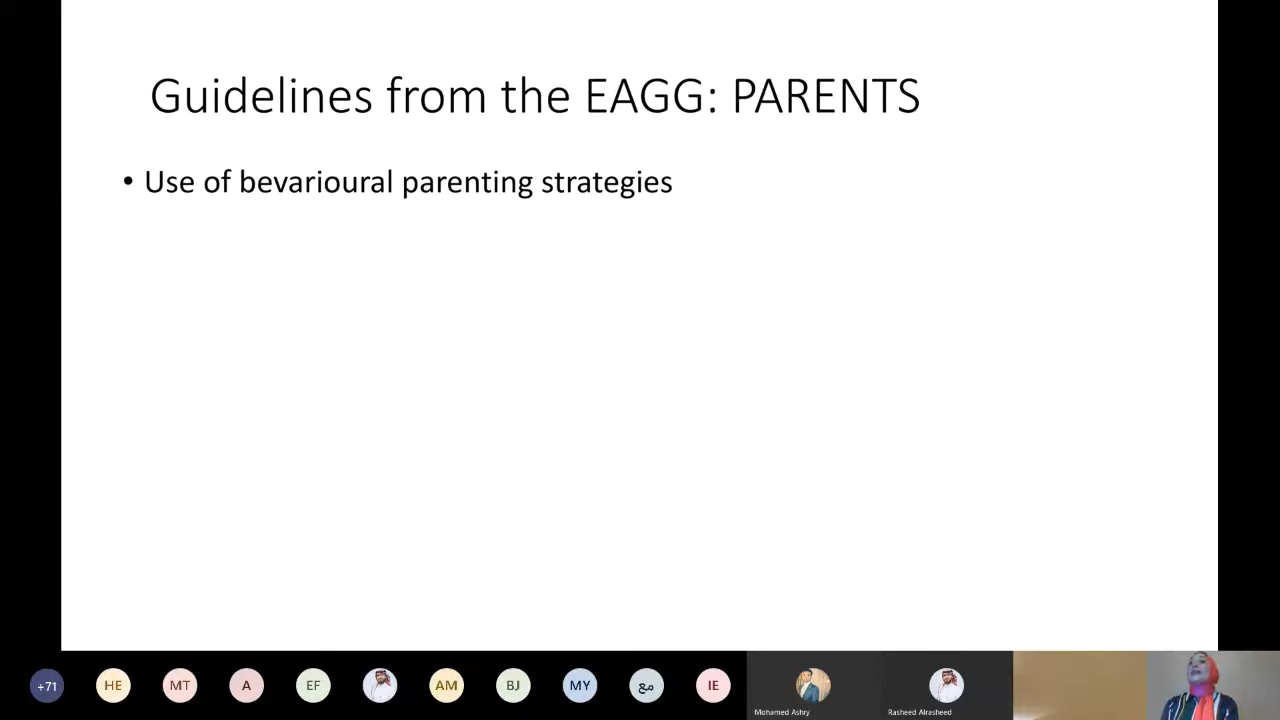 Guidelines from the EAGG: PARENTS
• Use of bevarioural parenting strategies
+71
HE
MT
A
EF
AM
BJ
MY
مع
IE
Mohamed Ashry
Rasheed Alrasheed